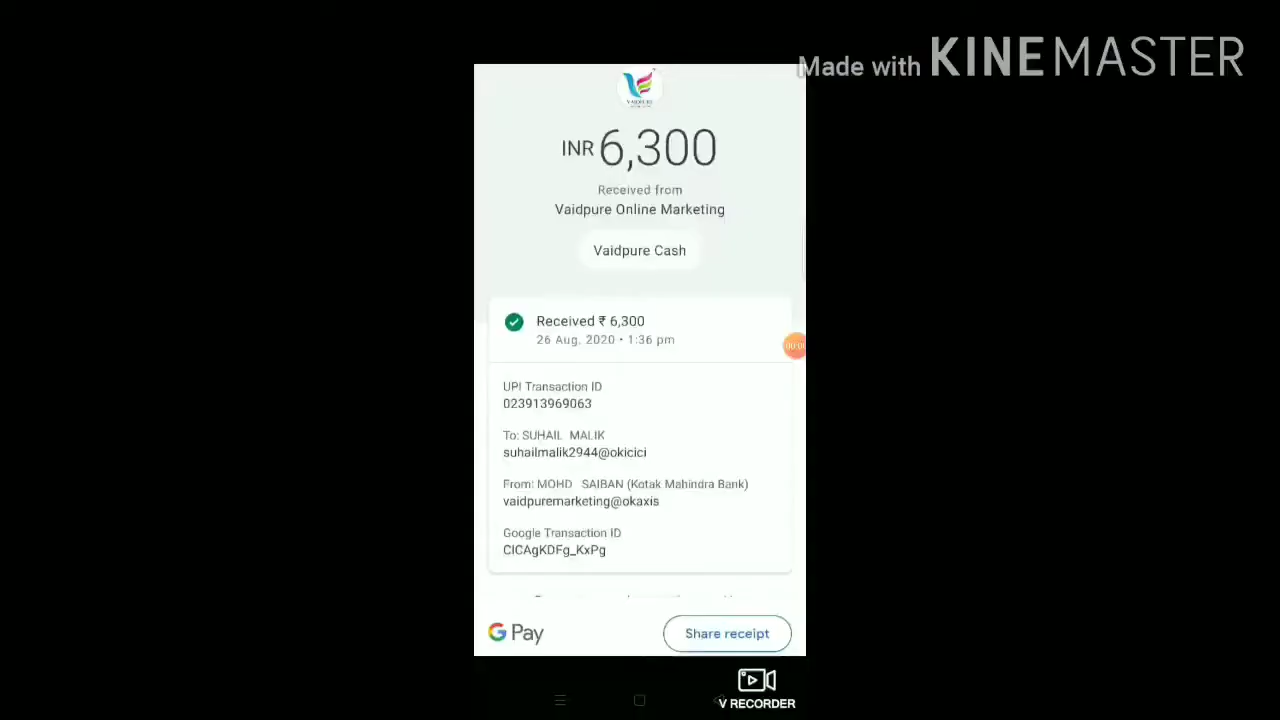 Made with KINEMASTER
VAIDPURE
INR 6,300
Received from
Vaidpure Online Marketing
Vaidpure Cash
Received ₹ 6,300
26 Aug, 2020 • 1:36 pm
UPI Transaction ID
023913969063
To: SUHAIL MALIK
suhailmalik2944@okicici
From: MOHD SAIBAN (Kotak Mahindra Bank)
vaidpuremarketing@okaxis
Google Transaction ID
CICAgKDFg_KxPg
G Pay
Share receipt
V RECORDER